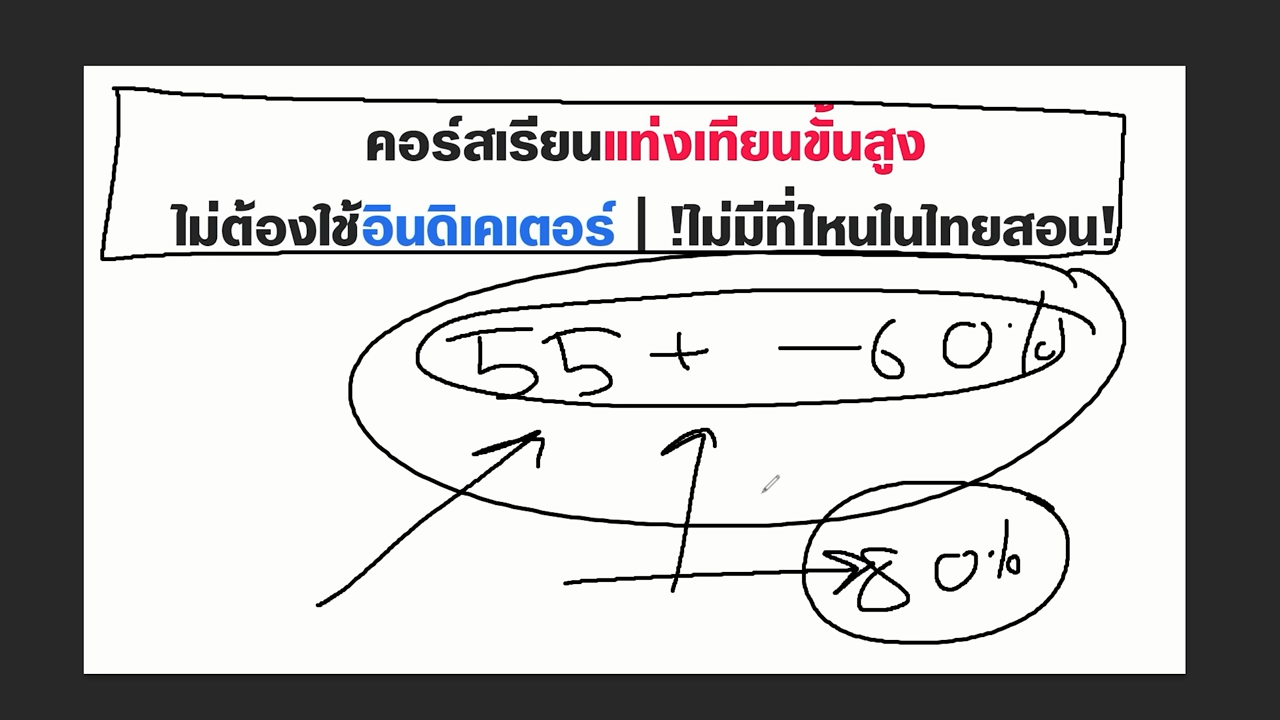 คอร์สเรียนแท่งเทียนขั้นสูง
ไม่ต้องใช้อินดิเคเตอร์ | !ไม่มีที่ไหนในไทยสอน!
55 + — 60%
80%